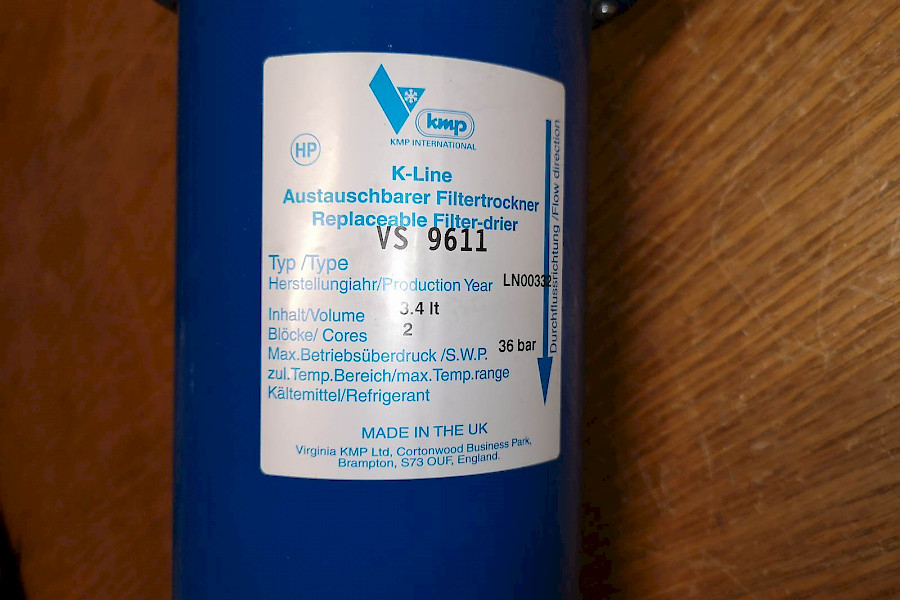 kmp
KMP INTERNATIONAL
HP
K-Line
Austauschbarer Filtertrockner
Replaceable Filter-drier
VS 9611
Typ /Type
Herstellungjahr/Production Year LN00332
Inhalt/Volume 3.4 lt
Blöcke/ Cores 2
Max.Betriebsüberdruck /S.W.P. 36 bar
zul.Temp.Bereich/max.Temp.range
Kältemittel/Refrigerant
Durchflussrichtung /Flow direction
MADE IN THE UK
Virginia KMP Ltd, Cortonwood Business Park,
Brampton, S73 OUF, England.